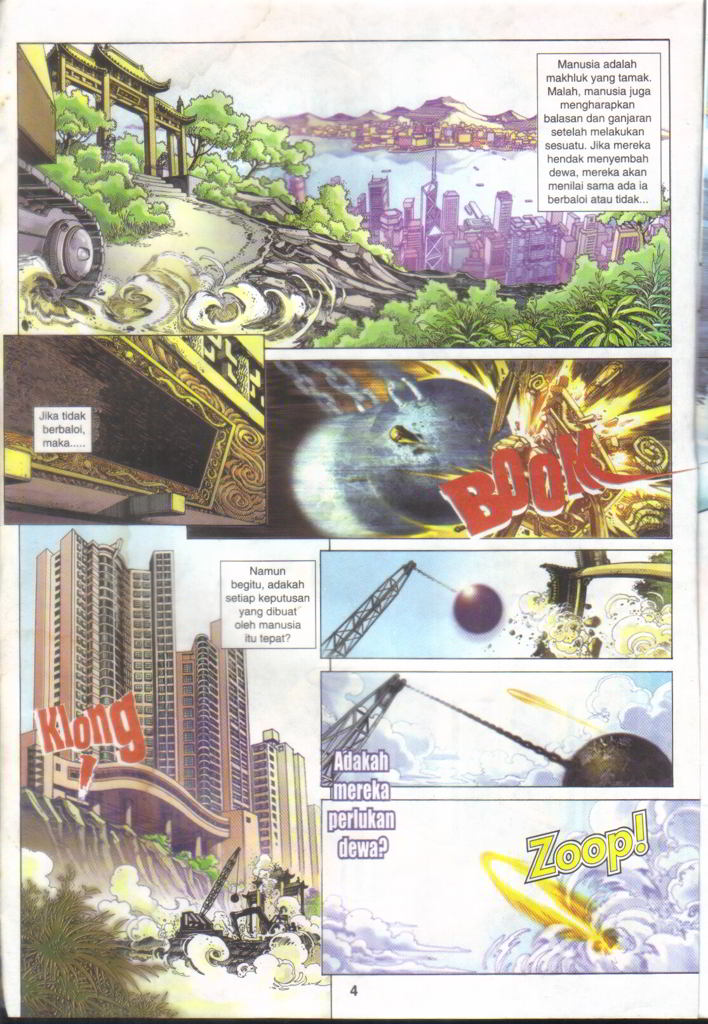 Manusia adalah
makhluk yang tamak.
Malah, manusia juga
mengharapkan
balasan dan ganjaran
setelah melakukan
sesuatu. Jika mereka
hendak menyembah
dewa, mereka akan
menilai sama ada ia
berbaloi atau tidak...
Jika tidak
berbaloi,
maka.....
BOOM
Namun
begitu, adakah
setiap keputusan
yang dibuat
oleh manusia
itu tepat?
Klong
!
Adakah
mereka
perlukan
dewa?
Zoop!
4